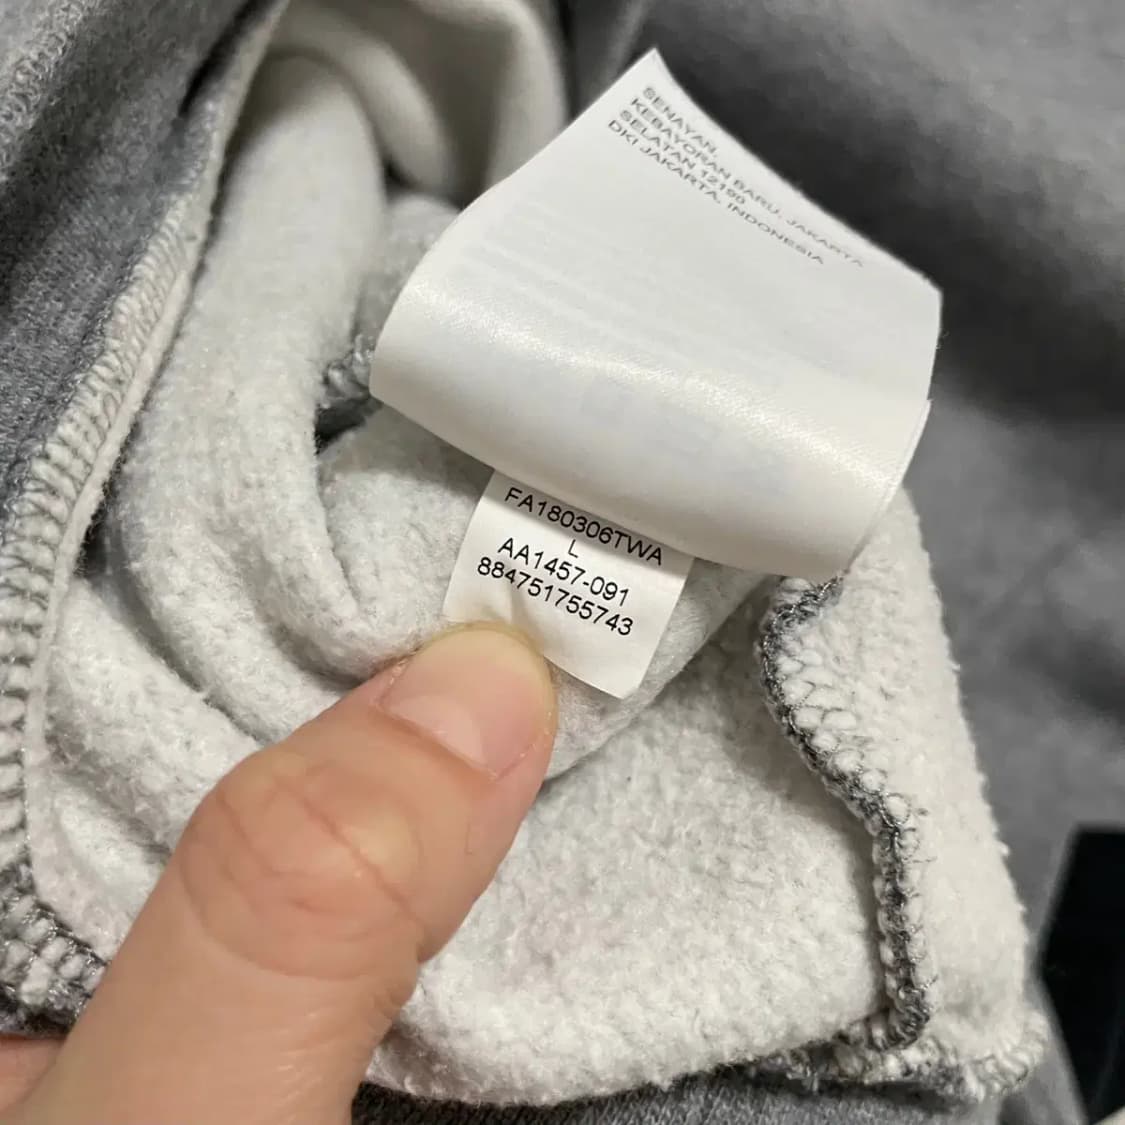 SENAYAN,
KEBAYORAN BARU, JAKARTA
SELATAN 12190
DKI JAKARTA, INDONESIA
FA180306TWA
L
AA1457-091
884751755743